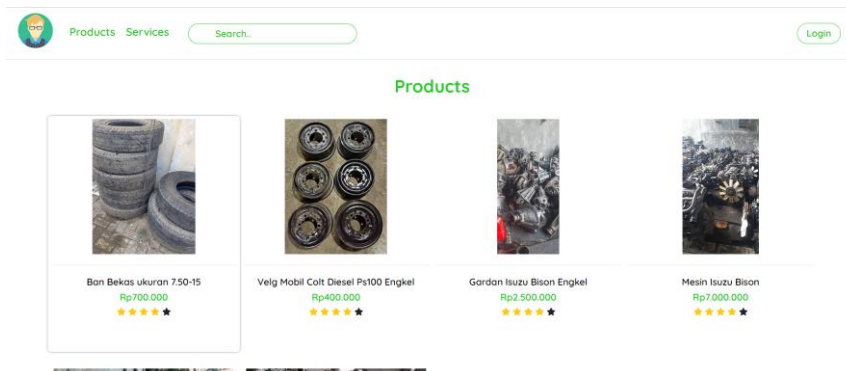 Products Services Search.. Login
Products
Ban Bekas ukuran 7.50-15 Velg Mobil Colt Diesel Ps100 Engkel Gardan Isuzu Bison Engkel Mesin Isuzu Bison
Rp700.000 Rp400.000 Rp2.500.000 Rp7.000.000